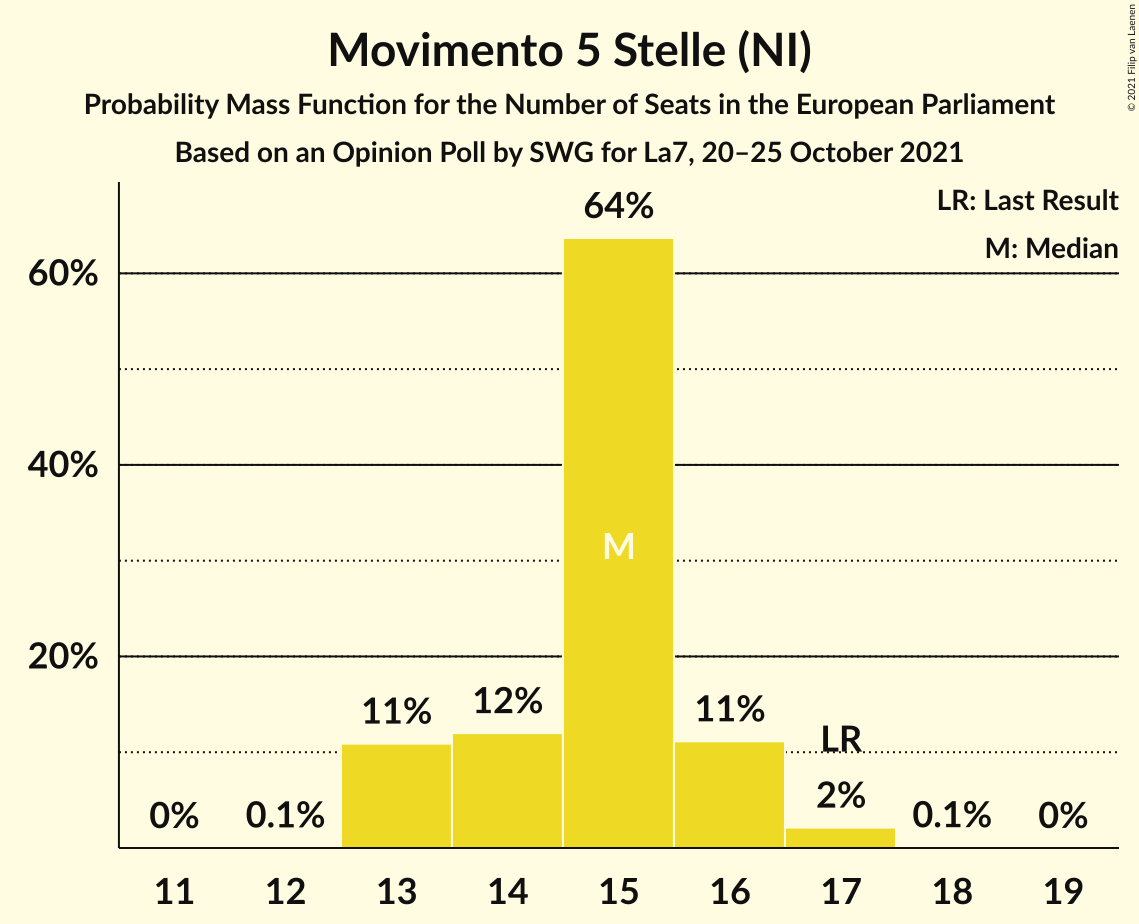 Movimento 5 Stelle (NI)
Probability Mass Function for the Number of Seats in the European Parliament
Based on an Opinion Poll by SWG for La7, 20–25 October 2021
© 2021 Filip van Laenen
LR: Last Result
M: Median
64%
60%
40%
M
20%
11%
12%
11%
LR
0%
0.1%
2%
0.1%
0%
11 12 13 14 15 16 17 18 19